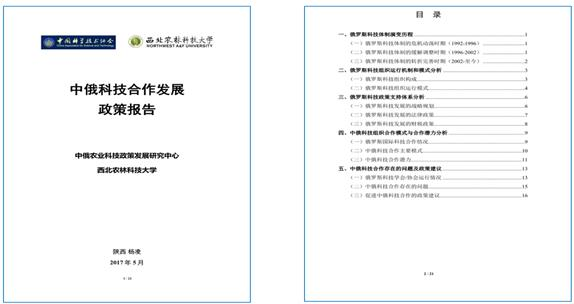 中国科学技术协会
西北农林科技大学
NORTHWEST A&F UNIVERSITY
中俄科技合作发展
政策报告
中俄农业科技政策发展研究中心
西北农林科技大学
陕西 杨凌
2017 年 5 月
1 / 21
目 录
一、俄罗斯科技体制演变历程 1
（一）俄罗斯科技体制的危机动荡时期（1992-1996） 1
（二）俄罗斯科技体制的缓解调整时期（1996-2002） 1
（三）俄罗斯科技体制的转折完善时期（2002-至今） 2
二、俄罗斯科技组织运行机制和模式分析 3
（一）俄罗斯科技组织构成 3
（二）俄罗斯科技组织运行模式 4
三、俄罗斯科技政策支持体系分析 6
（一）俄罗斯科技发展的战略规划 6
（二）俄罗斯科技发展的法律政策 7
（三）俄罗斯科技发展的财税政策 8
四、中俄科技组织合作模式与合作潜力分析 9
（一）俄罗斯国际科技合作情况 9
（二）中俄科技合作主要模式 10
（三）中俄科技合作潜力 11
五、中俄科技合作存在的问题及政策建议 13
（一）俄罗斯科技学会/协会运行情况 13
（二）中俄科技合作存在的问题 15
（三）促进中俄科技合作的政策建议 16
2 / 21